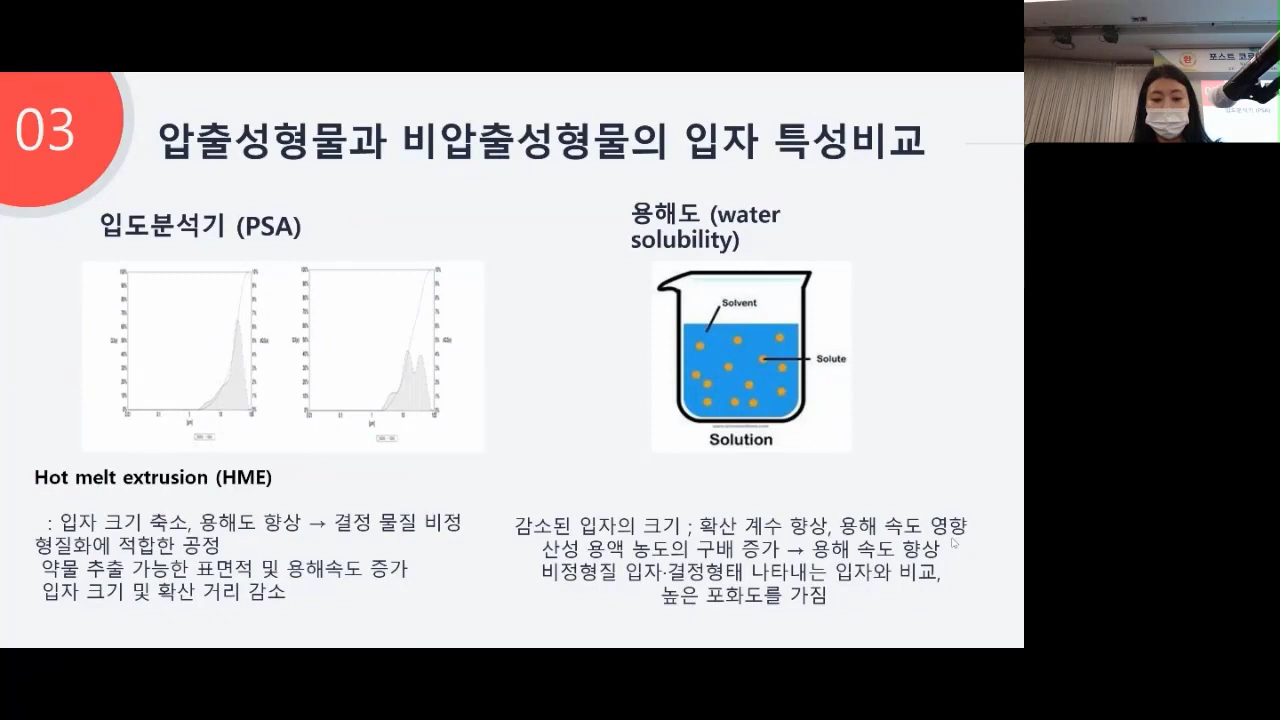 03
압출성형물과 비압출성형물의 입자 특성비교
입도분석기 (PSA)
용해도 (water
solubility)
Solvent
Solute
Solution
Hot melt extrusion (HME)
: 입자 크기 축소, 용해도 향상 → 결정 물질 비정
형질화에 적합한 공정
약물 추출 가능한 표면적 및 용해속도 증가
입자 크기 및 확산 거리 감소
감소된 입자의 크기 ; 확산 계수 향상, 용해 속도 영향
산성 용액 농도의 구배 증가 → 용해 속도 향상
비정형질 입자·결정형태 나타내는 입자와 비교,
높은 포화도를 가짐
포스트